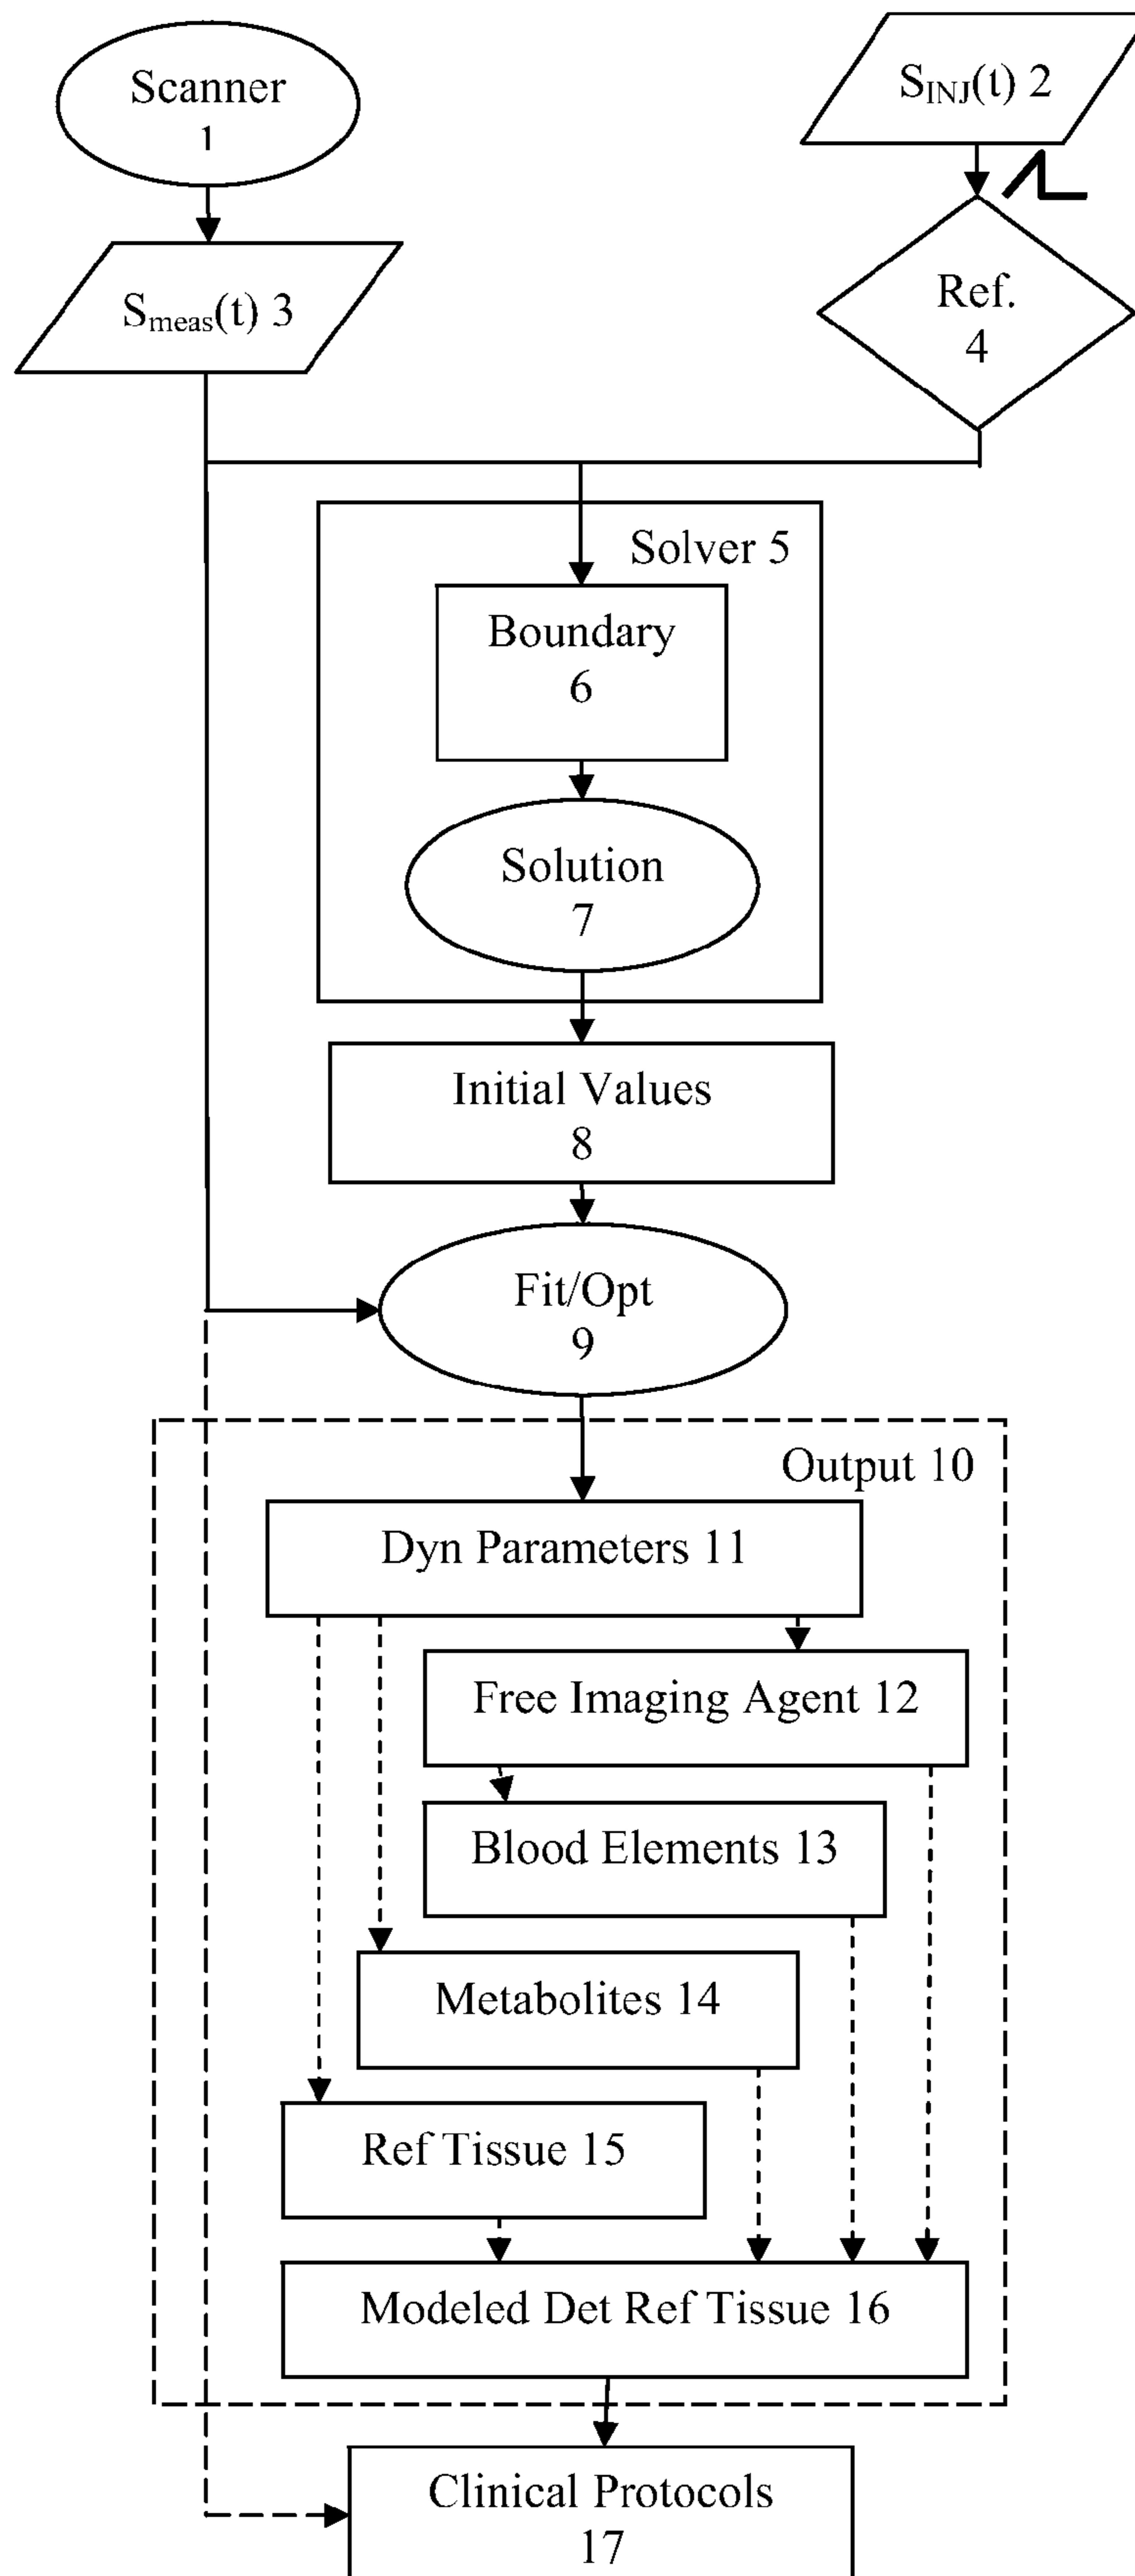 Scanner
1
S_INJ(t) 2
S_meas(t) 3
Ref.
4
Solver 5
Boundary
6
Solution
7
Initial Values
8
Fit/Opt
9
Output 10
Dyn Parameters 11
Free Imaging Agent 12
Blood Elements 13
Metabolites 14
Ref Tissue 15
Modeled Det Ref Tissue 16
Clinical Protocols
17